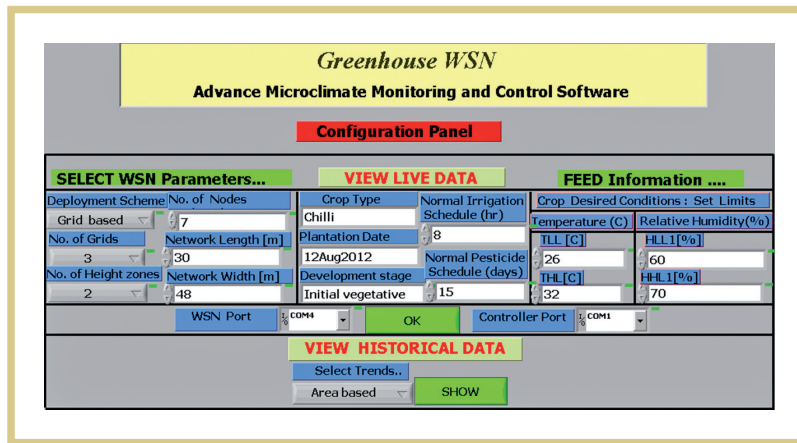 Greenhouse WSN
Advance Microclimate Monitoring and Control Software
Configuration Panel
SELECT WSN Parameters...
VIEW LIVE DATA
FEED Information ....
Deployment Scheme
No. of Nodes
Grid based
7
No. of Grids
Network Length [m]
3
30
No. of Height zones
Network Width [m]
2
48
Crop Type
Chilli
Plantation Date
12Aug2012
Development stage
Initial vegetative
Normal Irrigation
Schedule (hr)
8
Normal Pesticide
Schedule (days)
15
Crop Desired Conditions : Set Limits
Temperature (C)
Relative Humidity(%)
TLL [C]
HLL1[%]
26
60
THL[C]
HHL1[%]
32
70
WSN Port
COM4
OK
Controller Port
COM1
VIEW HISTORICAL DATA
Select Trends..
Area based
SHOW